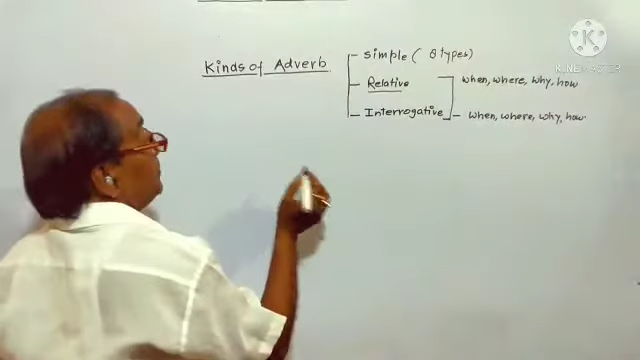 Kinds of Adverb
simple ( 8 types)
Relative
when, where, why, how
Interrogative
when, where, why, how
KINEMASTER